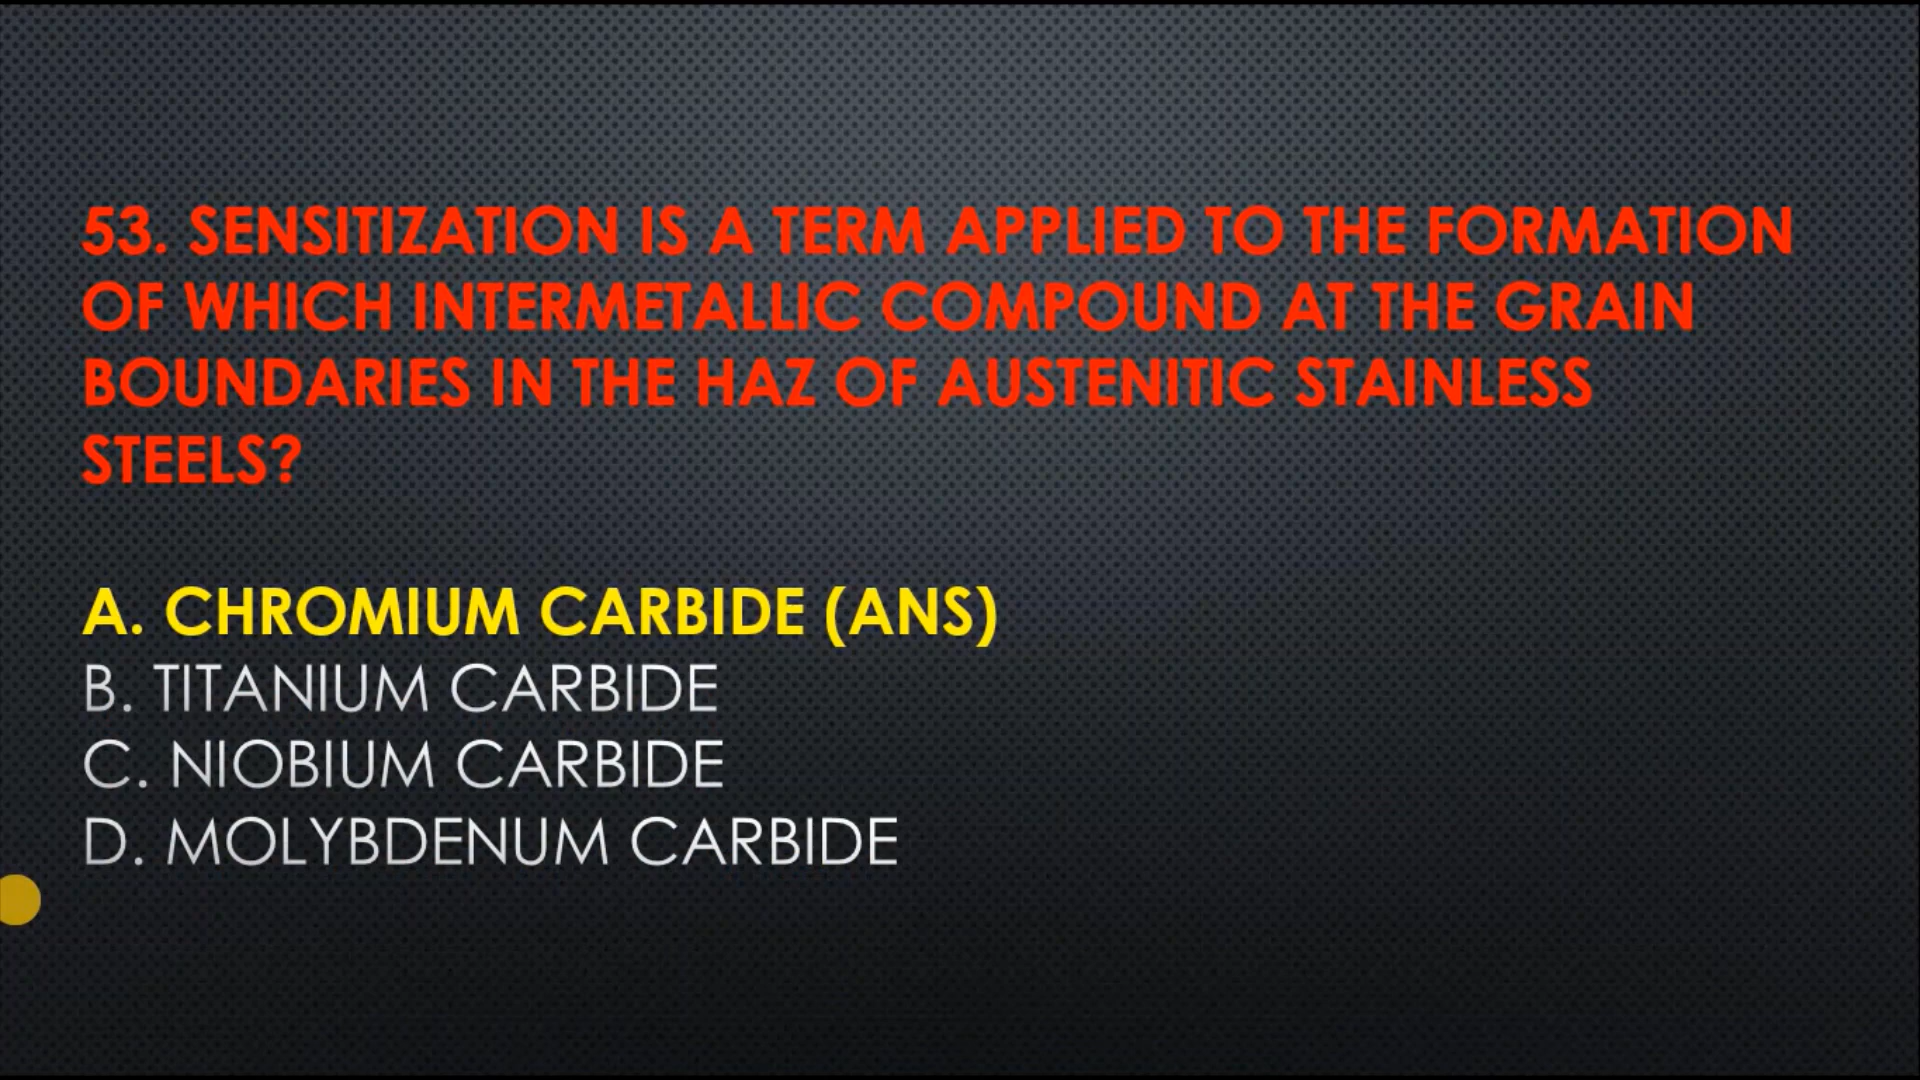 53. SENSITIZATION IS A TERM APPLIED TO THE FORMATION
OF WHICH INTERMETALLIC COMPOUND AT THE GRAIN
BOUNDARIES IN THE HAZ OF AUSTENITIC STAINLESS
STEELS?
A. CHROMIUM CARBIDE (ANS)
B. TITANIUM CARBIDE
C. NIOBIUM CARBIDE
D. MOLYBDENUM CARBIDE